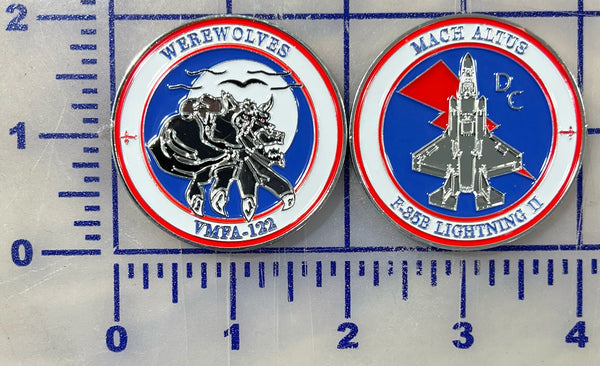 WEREWOLVES
VMFA-122
MACH ALTUS
DC
F-35B LIGHTNING II
2
1
0
0 1 2 3 4